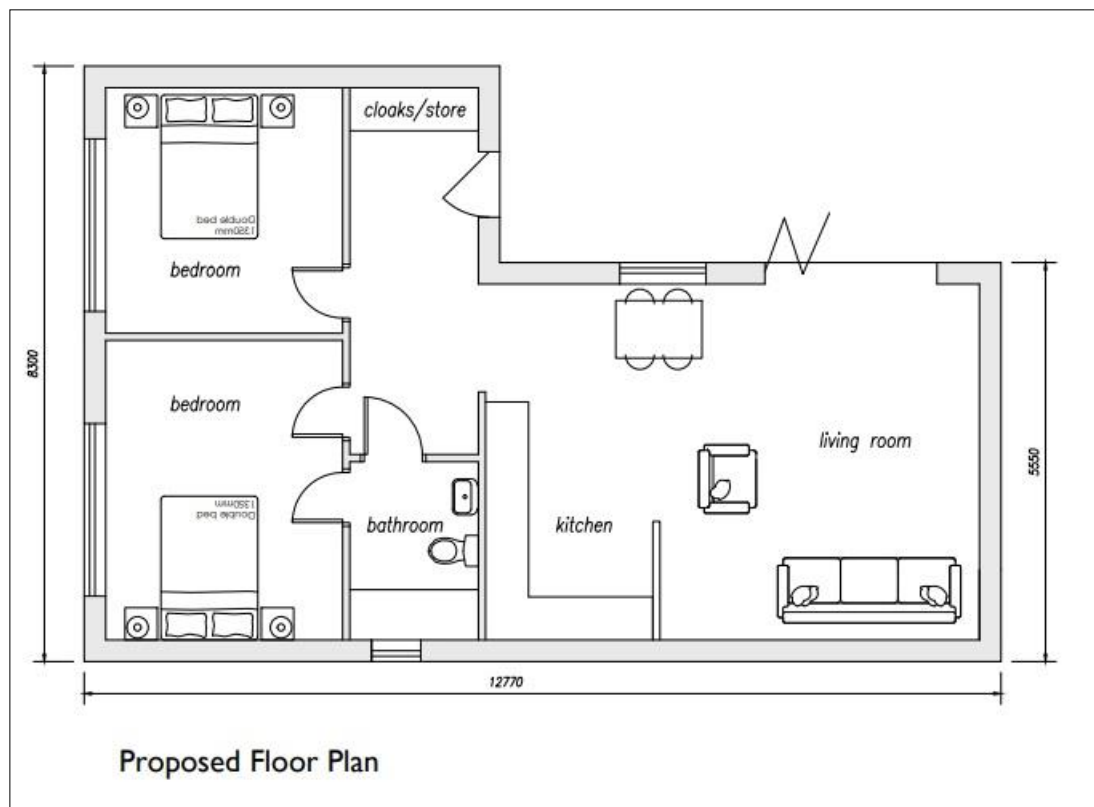 cloaks/store
bed Double
1350mm
bedroom
8300
bedroom
living room
5550
Double bed
1350mm
bathroom
kitchen
12770
Proposed Floor Plan